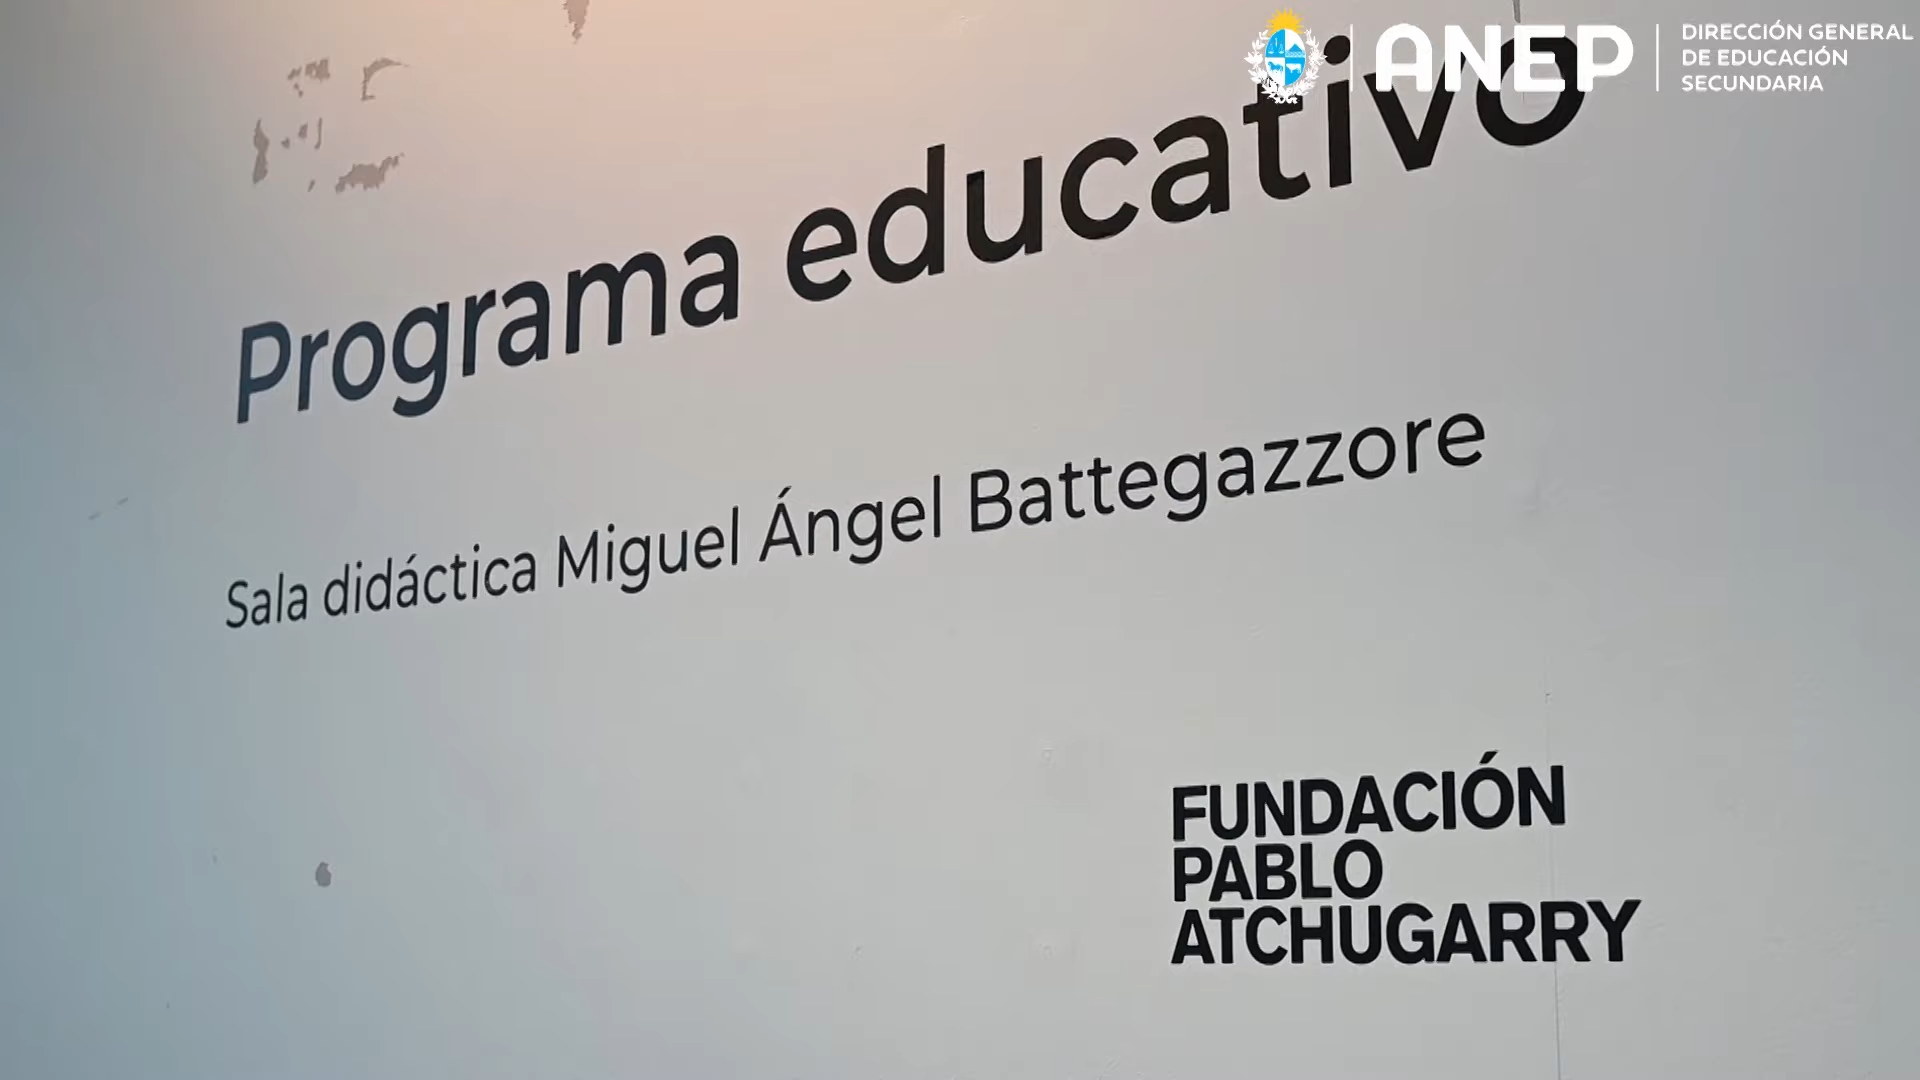 ANEP
DIRECCIÓN GENERAL
DE EDUCACIÓN
SECUNDARIA
Programa educativo
Sala didáctica Miguel Ángel Battegazzore
FUNDACIÓN
PABLO
ATCHUGARRY